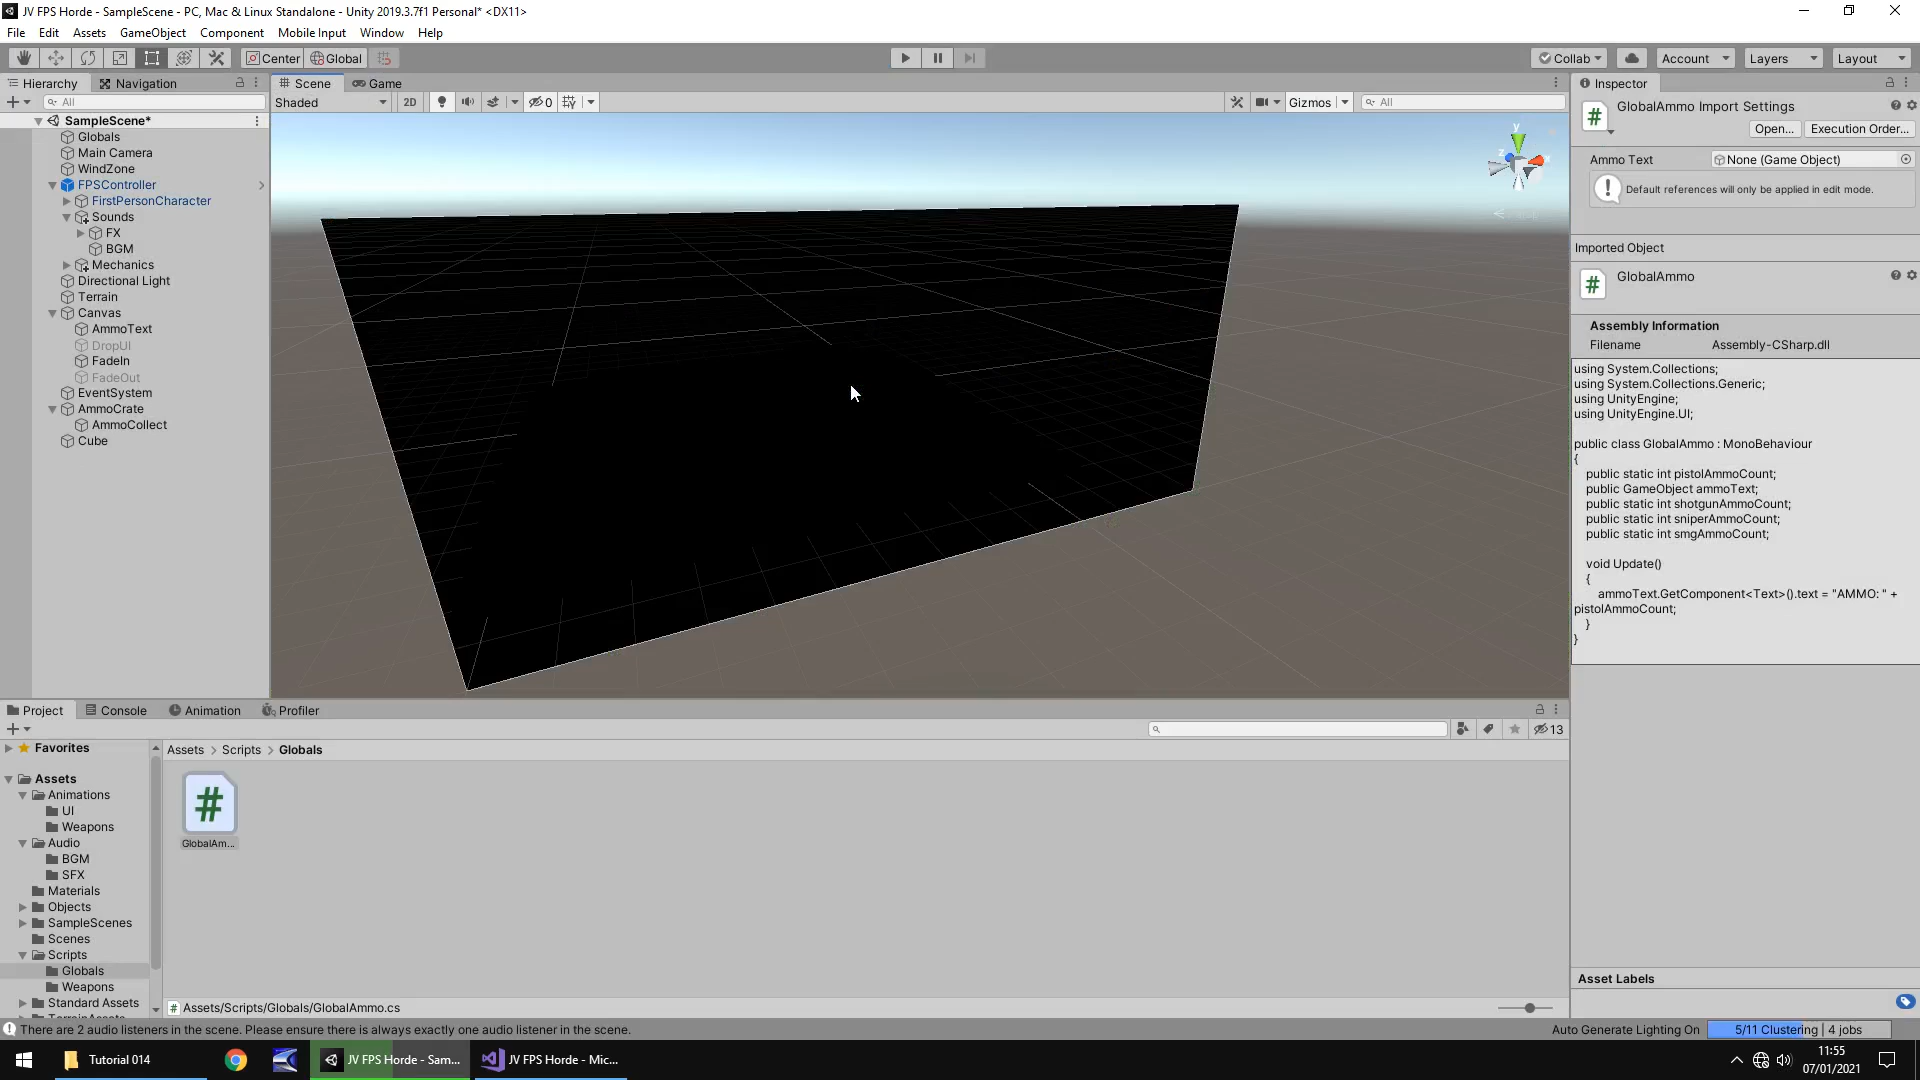 JV FPS Horde - SampleScene - PC, Mac & Linux Standalone - Unity 2019.3.7f1 Personal* <DX11>
File Edit Assets GameObject Component Mobile Input Window Help
Center Global Collab Account Layers Layout
Hierarchy Navigation Scene Game Inspector
All Shaded 2D 0 Gizmos All
SampleScene*
Globals
Main Camera
WindZone
FPSController
FirstPersonCharacter
Sounds
FX
BGM
Mechanics
Directional Light
Terrain
Canvas
AmmoText
DropUI
FadeIn
FadeOut
EventSystem
AmmoCrate
AmmoCollect
Cube
y
x
z
GlobalAmmo Import Settings
Open... Execution Order...
Ammo Text None (Game Object)
Default references will only be applied in edit mode.
Imported Object
GlobalAmmo
Assembly Information
Filename Assembly-CSharp.dll
using System.Collections;
using System.Collections.Generic;
using UnityEngine;
using UnityEngine.UI;
public class GlobalAmmo : MonoBehaviour
{
public static int pistolAmmoCount;
public GameObject ammoText;
public static int shotgunAmmoCount;
public static int sniperAmmoCount;
public static int smgAmmoCount;
void Update()
{
ammoText.GetComponent<Text>().text = "AMMO: " +
pistolAmmoCount;
}
}
Asset Labels
Project Console Animation Profiler
13
Favorites
Assets
Animations
UI
Weapons
Audio
BGM
SFX
Materials
Objects
SampleScenes
Scenes
Scripts
Globals
Weapons
Standard Assets
Assets > Scripts > Globals
GlobalAm...
Assets/Scripts/Globals/GlobalAmmo.cs
There are 2 audio listeners in the scene. Please ensure there is always exactly one audio listener in the scene.
Auto Generate Lighting On 5/11 Clustering | 4 jobs
Tutorial 014 JV FPS Horde - Sam... JV FPS Horde - Mic...
11:55
07/01/2021